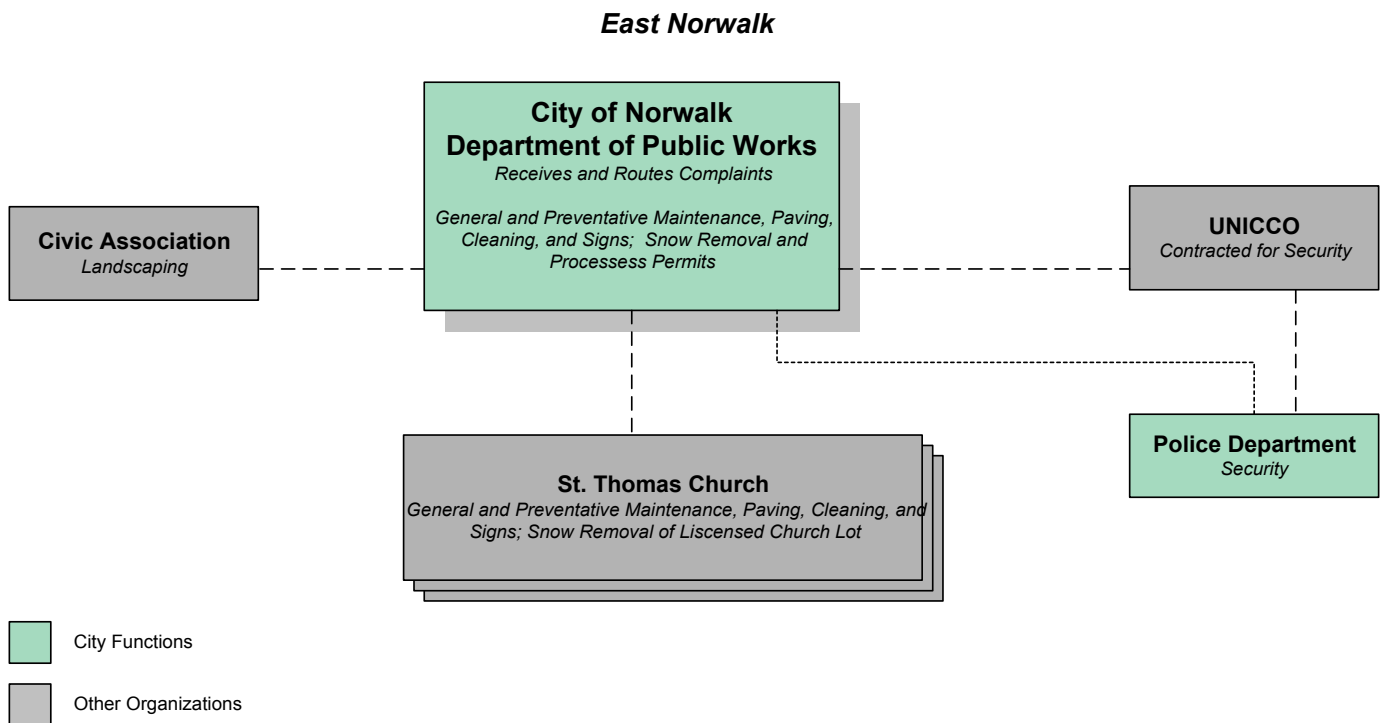 East Norwalk
City of Norwalk
Department of Public Works
Receives and Routes Complaints
General and Preventative Maintenance, Paving,
Cleaning, and Signs;  Snow Removal and
Processess Permits
Civic Association
Landscaping
UNICCO
Contracted for Security
Police Department
Security
St. Thomas Church
General and Preventative Maintenance, Paving, Cleaning, and
Signs; Snow Removal of Liscensed Church Lot
City Functions
Other Organizations